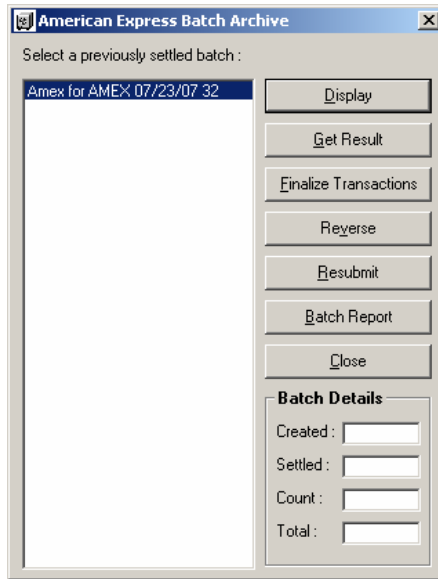 American Express Batch Archive
Select a previously settled batch :
Amex for AMEX 07/23/07 32
Display
Get Result
Finalize Transactions
Reverse
Resubmit
Batch Report
Close
Batch Details
Created :
Settled :
Count :
Total :